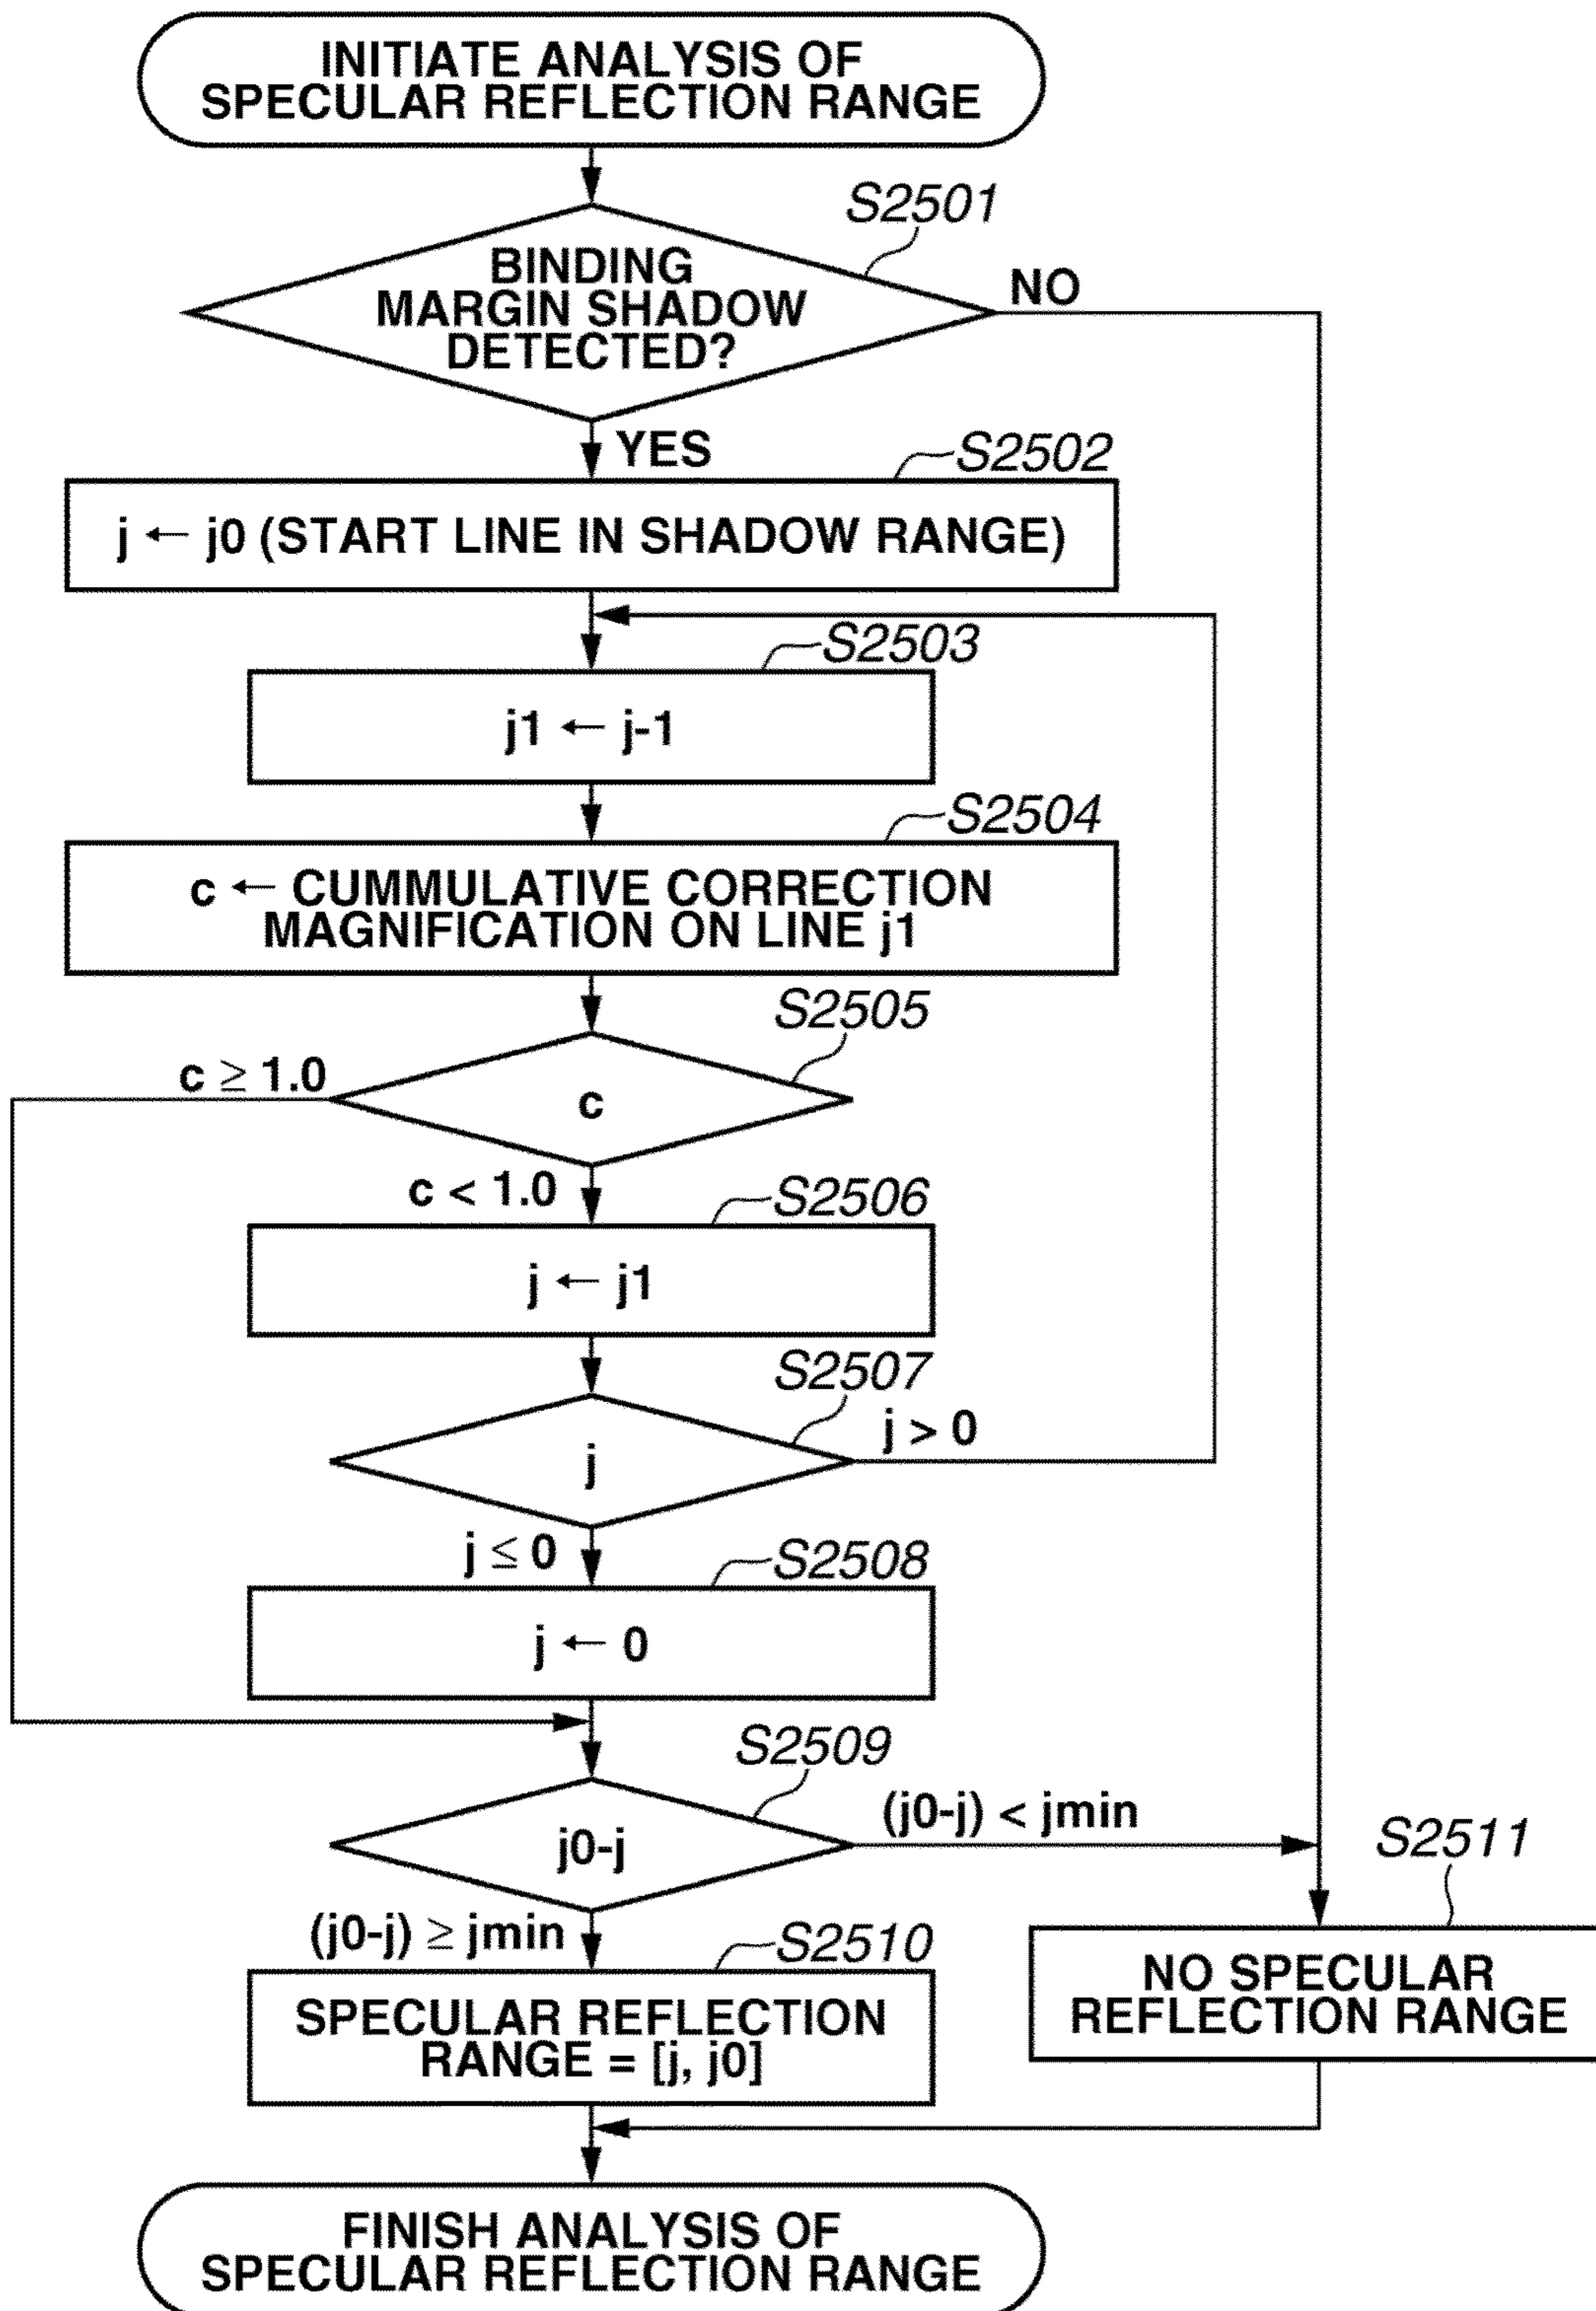 INITIATE ANALYSIS OF
SPECULAR REFLECTION RANGE
S2501
BINDING
MARGIN SHADOW
DETECTED?
NO
YES
S2502
j ← j0 (START LINE IN SHADOW RANGE)
S2503
j1 ← j-1
S2504
c ← CUMMULATIVE CORRECTION
MAGNIFICATION ON LINE j1
S2505
c ≥ 1.0
c
c < 1.0
S2506
j ← j1
S2507
j > 0
j
j ≤ 0
S2508
j ← 0
S2509
(j0-j) < jmin
j0-j
S2511
(j0-j) ≥ jmin
S2510
NO SPECULAR
REFLECTION RANGE
SPECULAR REFLECTION
RANGE = [j, j0]
FINISH ANALYSIS OF
SPECULAR REFLECTION RANGE